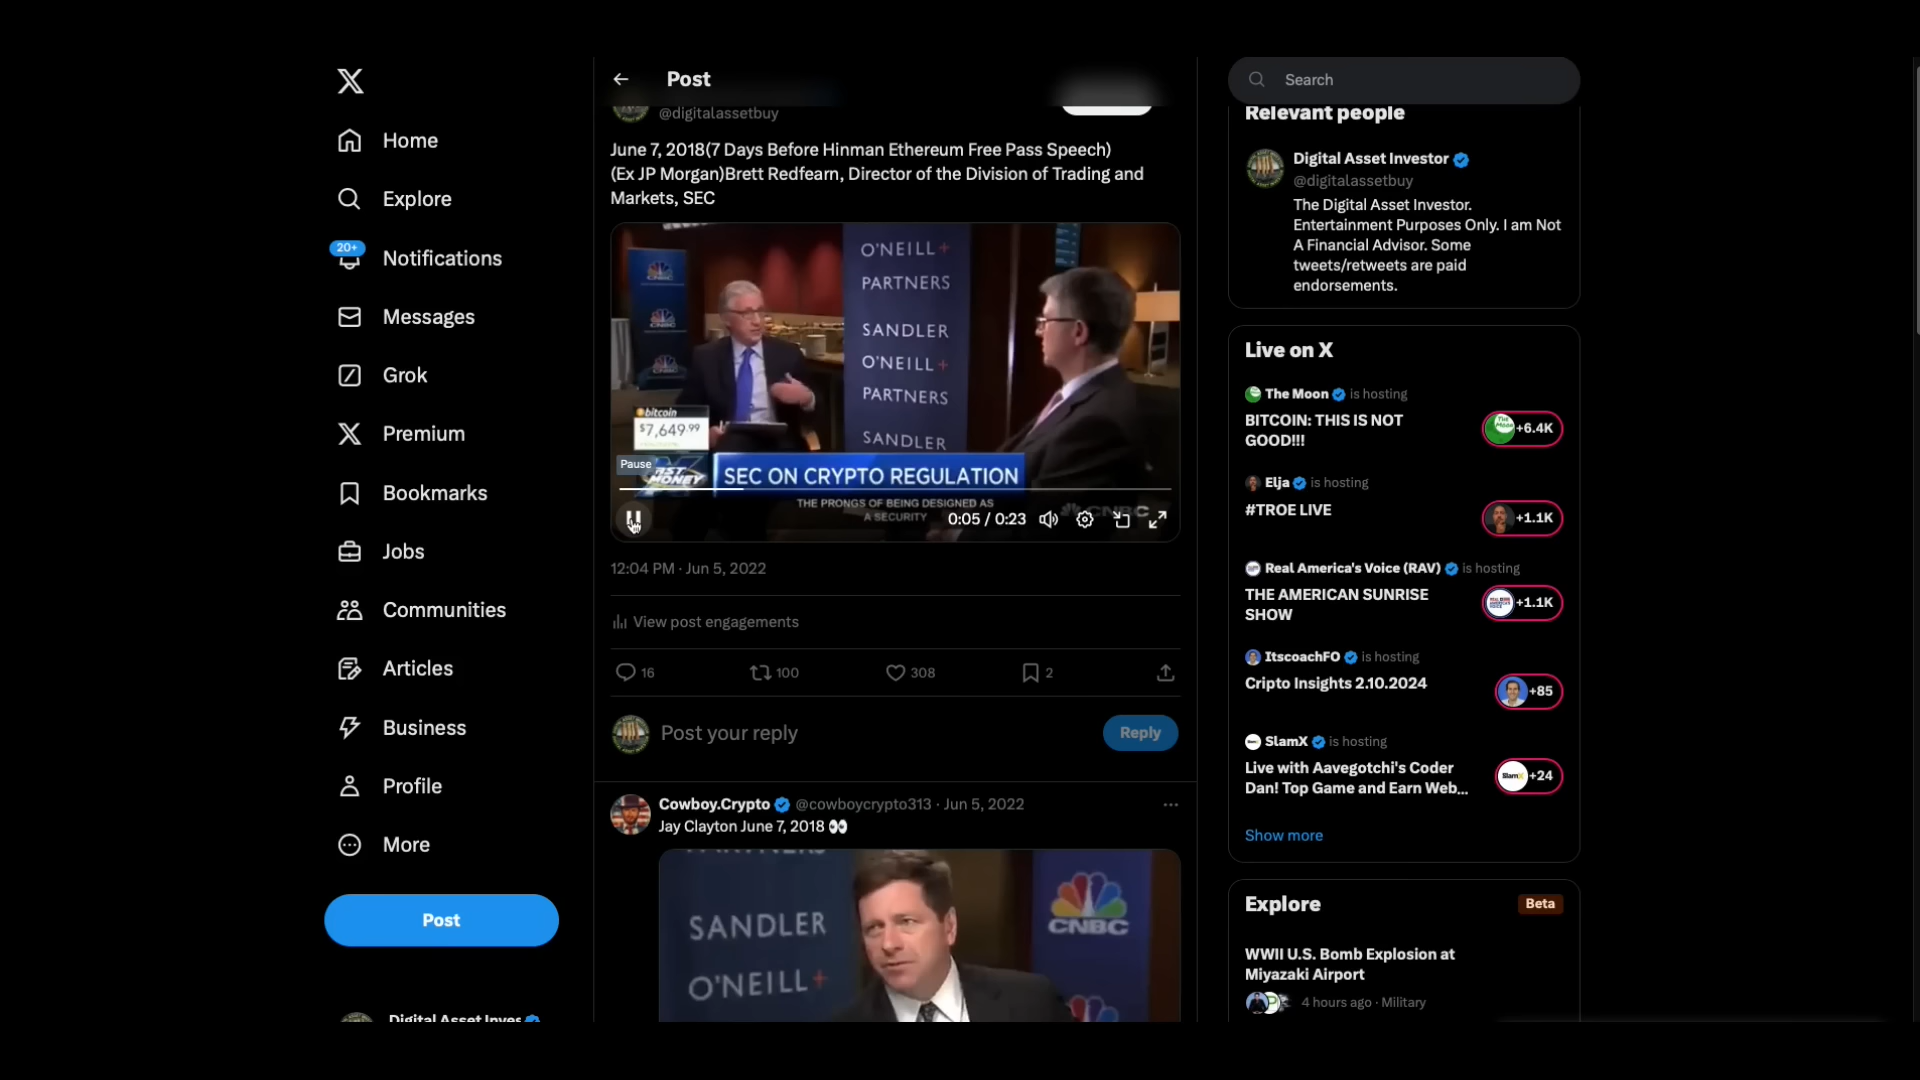 Home
Explore
20+
Notifications
Messages
Grok
Premium
Bookmarks
Jobs
Communities
Articles
Business
Profile
More
Post
Digital Asset Inves
Post
@digitalassetbuy
June 7, 2018(7 Days Before Hinman Ethereum Free Pass Speech)
(Ex JP Morgan)Brett Redfearn, Director of the Division of Trading and
Markets, SEC
O'NEILL+
PARTNERS
SANDLER
O'NEILL+
PARTNERS
SANDLER
bitcoin
$7,649.99
Pause
SEC ON CRYPTO REGULATION
THE PRONGS OF BEING DESIGNED AS
A SECURITY
0:05 / 0:23
CNBC
12:04 PM · Jun 5, 2022
View post engagements
16
100
308
2
Post your reply
Reply
Cowboy.Crypto @cowboycrypto313 · Jun 5, 2022
Jay Clayton June 7, 2018 👀
SANDLER
O'NEILL+
CNBC
Search
Relevant people
Digital Asset Investor
@digitalassetbuy
The Digital Asset Investor.
Entertainment Purposes Only. I am Not
A Financial Advisor. Some
tweets/retweets are paid
endorsements.
Live on X
The Moon is hosting
BITCOIN: THIS IS NOT
GOOD!!!
+6.4K
Elja is hosting
#TROE LIVE
+1.1K
Real America's Voice (RAV) is hosting
THE AMERICAN SUNRISE
SHOW
+1.1K
ItscoachFO is hosting
Cripto Insights 2.10.2024
+85
SlamX is hosting
Live with Aavegotchi's Coder
Dan! Top Game and Earn Web...
SlamX
+24
Show more
Explore
Beta
WWII U.S. Bomb Explosion at
Miyazaki Airport
4 hours ago · Military